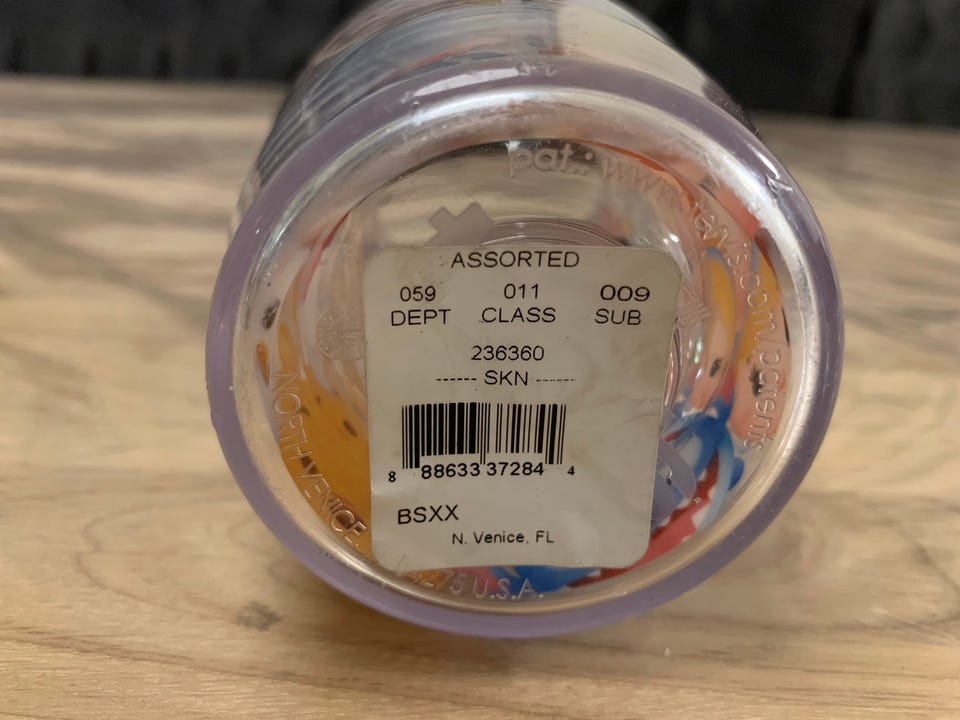 ASSORTED
059 011 009
DEPT CLASS SUB
236360
------ SKN ------
8 88633 37284 4
BSXX
N. Venice, FL
pat.: www.tervis.com/patents
NORTH VENICE
U.S.A.